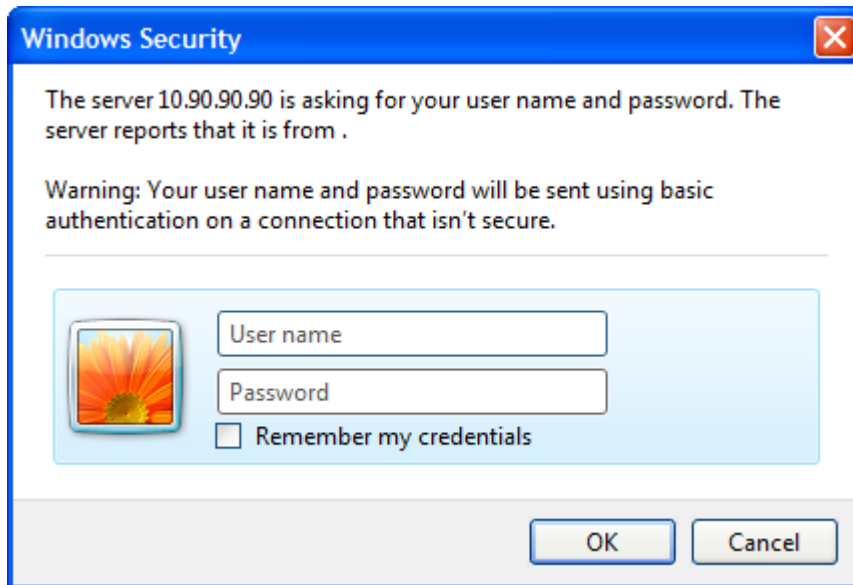 Windows Security
The server 10.90.90.90 is asking for your user name and password. The
server reports that it is from .
Warning: Your user name and password will be sent using basic
authentication on a connection that isn't secure.
User name
Password
Remember my credentials
OK
Cancel